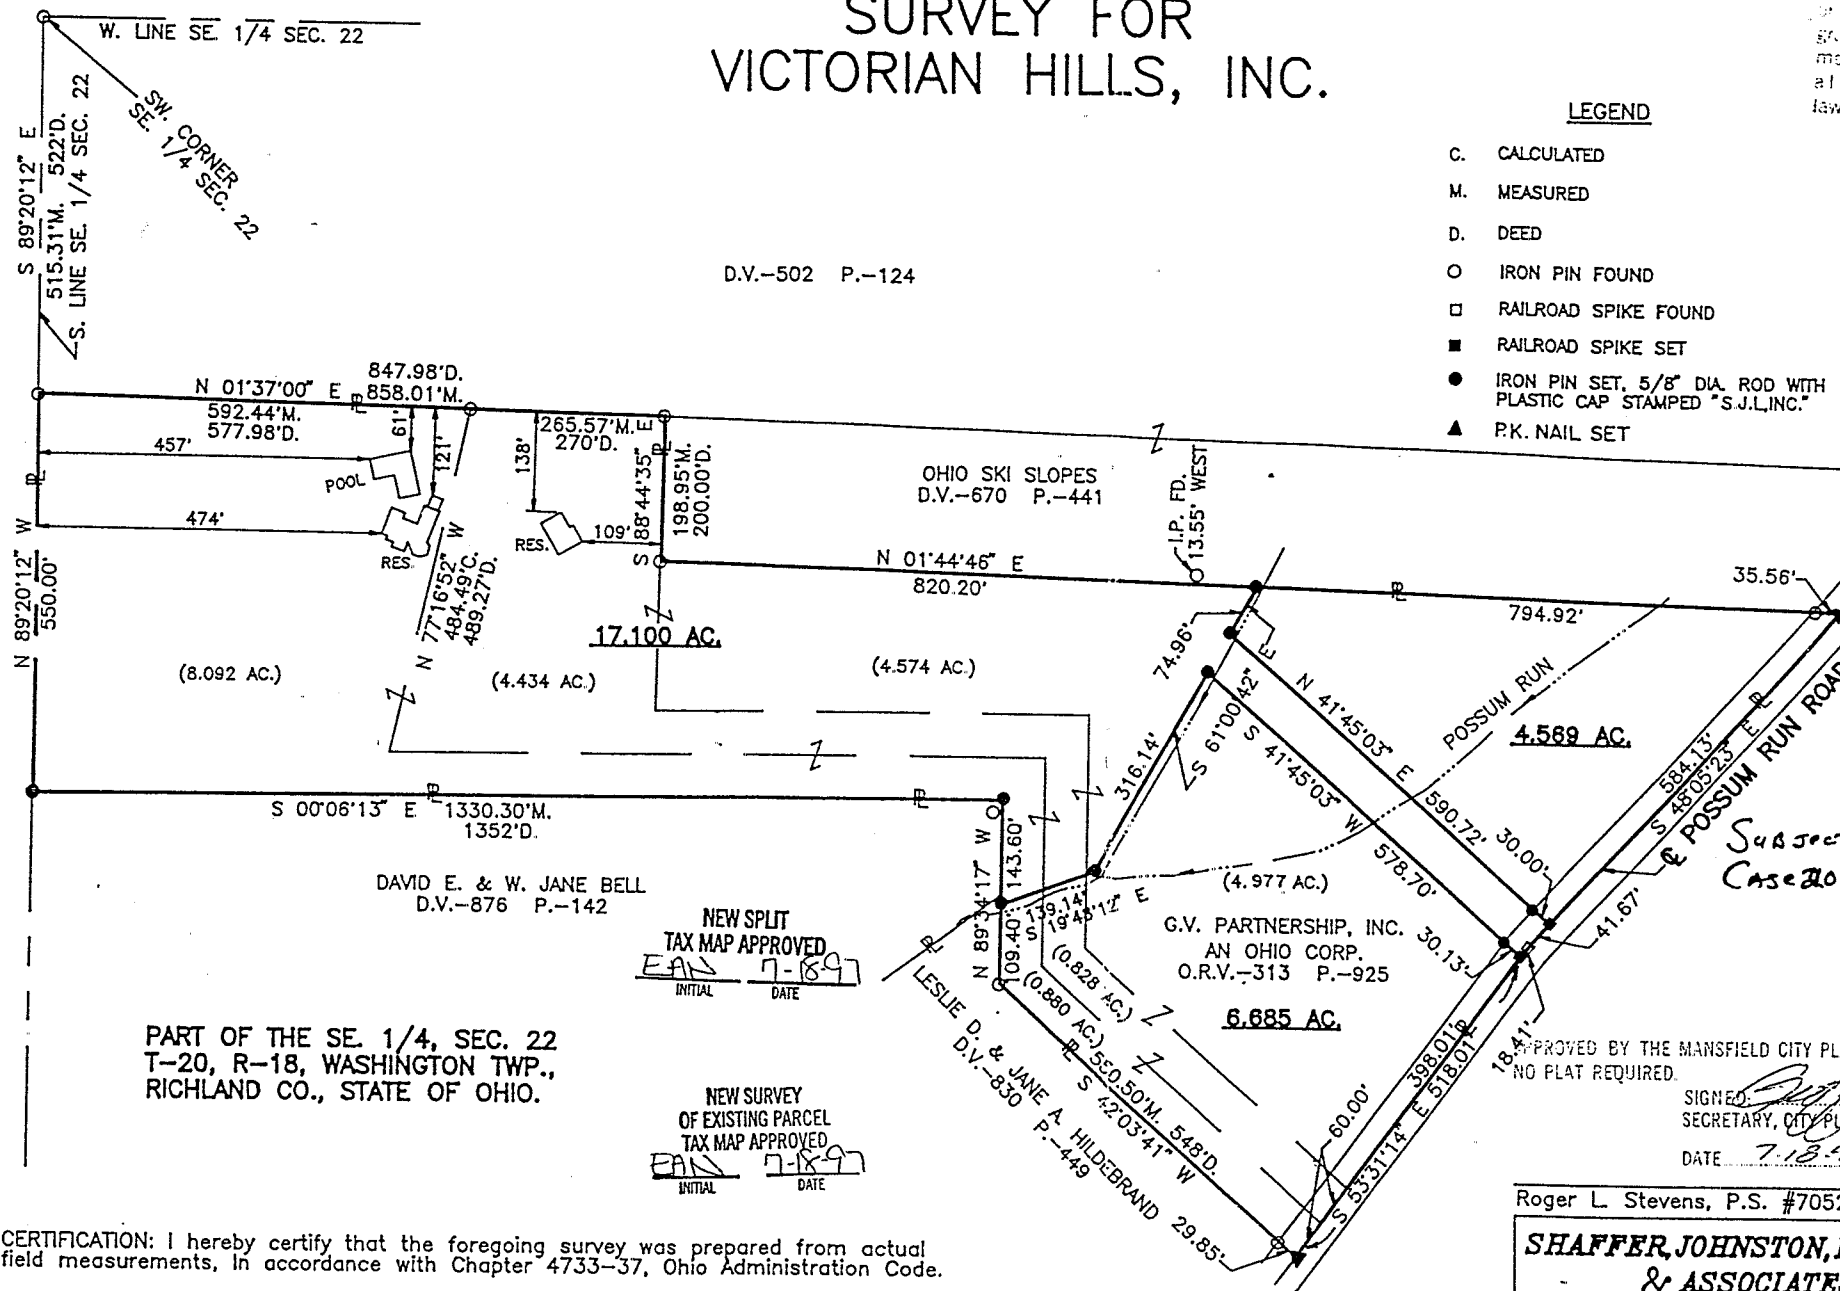 SURVEY FOR
VICTORIAN HILLS, INC.
W. LINE SE. 1/4 SEC. 22
SW. CORNER
SE. 1/4 SEC. 22
S 89°20'12" E
515.31'M. 522'D.
S. LINE SE. 1/4 SEC. 22
law
LEGEND
C. CALCULATED
M. MEASURED
D. DEED
IRON PIN FOUND
RAILROAD SPIKE FOUND
RAILROAD SPIKE SET
IRON PIN SET, 5/8" DIA. ROD WITH
PLASTIC CAP STAMPED "S.J.L,INC."
P.K. NAIL SET
D.V.-502 P.-124
847.98'D.
N 01°37'00" E 858.01'M.
592.44'M.
577.98'D.
61'
121'
138'
265.57'M.
270'D.
457'
POOL
474'
RES.
RES.
109'
S 88°44'35" E
198.95'M.
200.00'D.
OHIO SKI SLOPES
D.V.-670 P.-441
I.P. FD.
13.55' WEST
N 01°44'46" E
820.20'
35.56'
794.92'
N 89°20'12" W
550.00'
N 77°16'52" W
484.49'C.
489.27'D.
17.100 AC.
(8.092 AC.)
(4.434 AC.)
(4.574 AC.)
74.96'
316.14'
S 61°00'42" E
N 41°45'03" E
590.72'
S 41°45'03" W
578.70'
POSSUM RUN
4.569 AC.
584.13'
S 48°05'23" E
POSSUM RUN ROAD
30.00'
41.67'
30.13'
18.41'
S 00°06'13" E 1330.30'M.
1352'D.
DAVID E. & W. JANE BELL
D.V.-876 P.-142
N 89°34'17" W
143.60'
109.40'
139.14'
S 19°48'12" E
(4.977 AC.)
G.V. PARTNERSHIP, INC.
AN OHIO CORP.
O.R.V.-313 P.-925
6.685 AC.
(0.828 AC.)
(0.880 AC.)
NEW SPLIT
TAX MAP APPROVED
EAN 7-18-97
INITIAL DATE
LESLIE D. & JANE A. HILDEBRAND
D.V.-830 P.-449
550.50'M. 548'D.
S 42°03'41" W
29.85'
60.00'
398.01'
S 53°31'14" E 518.01'
PART OF THE SE. 1/4, SEC. 22
T-20, R-18, WASHINGTON TWP.,
RICHLAND CO., STATE OF OHIO.
NEW SURVEY
OF EXISTING PARCEL
TAX MAP APPROVED
EAN 7-18-97
INITIAL DATE
APPROVED BY THE MANSFIELD CITY PL
NO PLAT REQUIRED.
SIGNED
SECRETARY, CITY PL
DATE 7-18-
Roger L. Stevens, P.S. #705
SHAFFER, JOHNSTON,
& ASSOCIATE
CERTIFICATION: I hereby certify that the foregoing survey was prepared from actual
field measurements, in accordance with Chapter 4733-37, Ohio Administration Code.